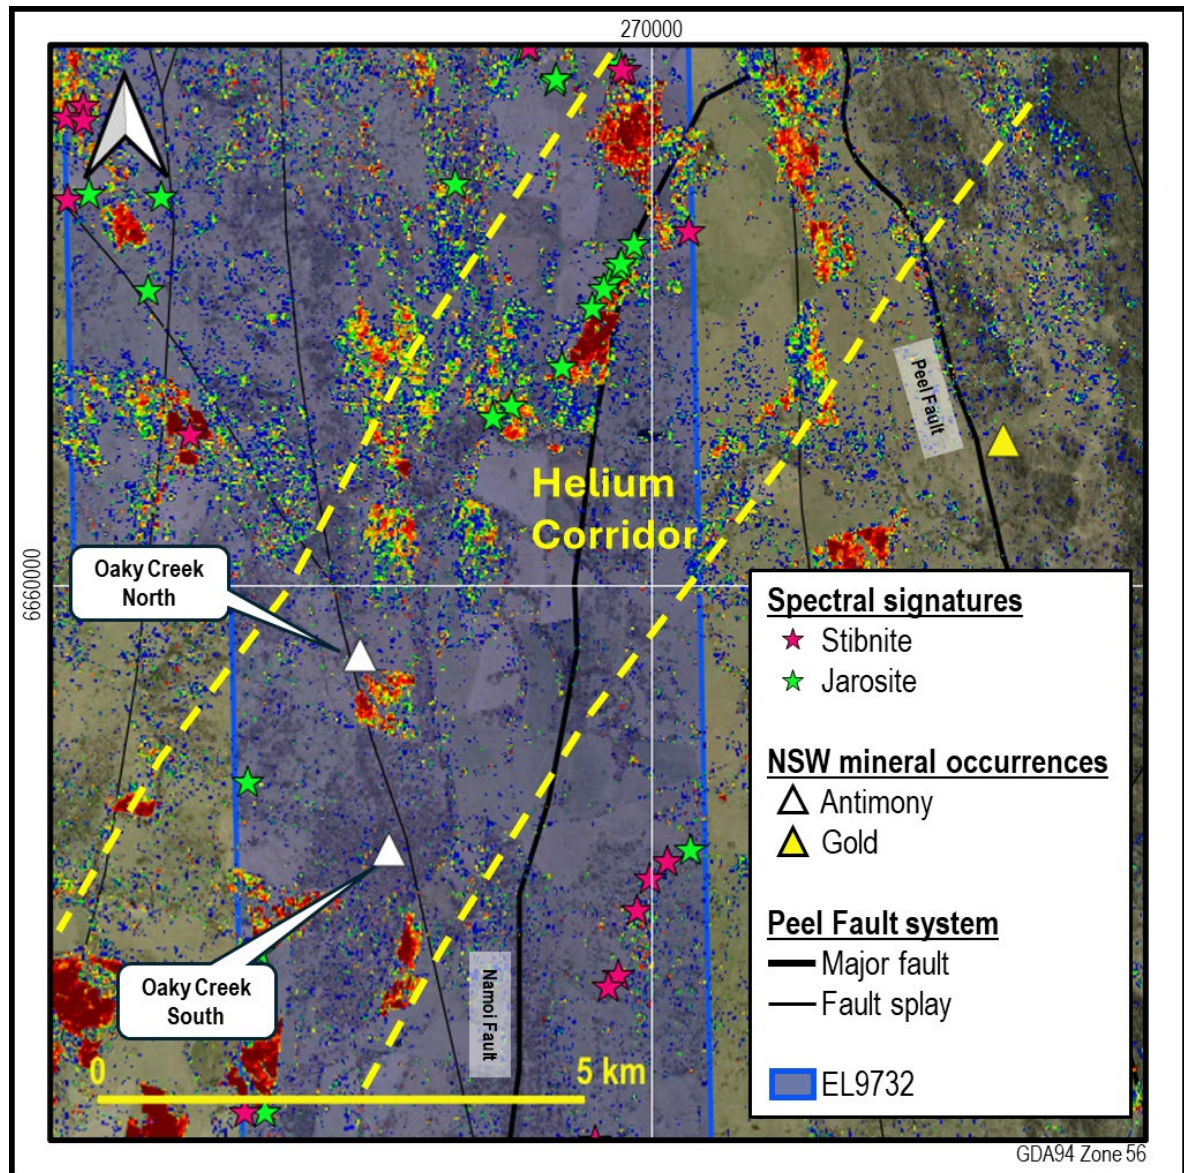 270000
Peel Fault
Helium
Corridor
6660000
Oaky Creek
North
Oaky Creek
South
Namoi Fault
0
5 km
Spectral signatures
Stibnite
Jarosite
NSW mineral occurrences
Antimony
Gold
Peel Fault system
Major fault
Fault splay
EL9732
GDA94 Zone 56